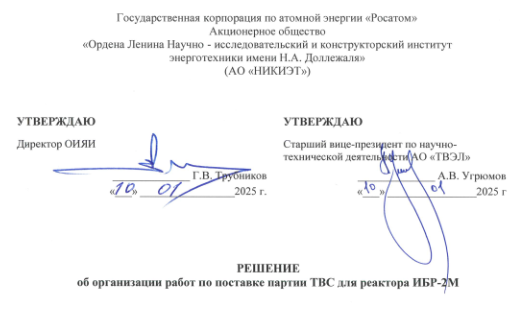 Государственная корпорация по атомной энергии «Росатом»
Акционерное общество
«Ордена Ленина Научно - исследовательский и конструкторский институт
энерготехники имени Н.А. Доллежаля»
(АО «НИКИЭТ»)
УТВЕРЖДАЮ
Директор ОИЯИ
Г.В. Трубников
«10» 01 2025 г.
УТВЕРЖДАЮ
Старший вице-президент по научно-
технической деятельности АО «ТВЭЛ»
А.В. Угрюмов
«10» 01 2025 г
РЕШЕНИЕ
об организации работ по поставке партии ТВС для реактора ИБР-2М